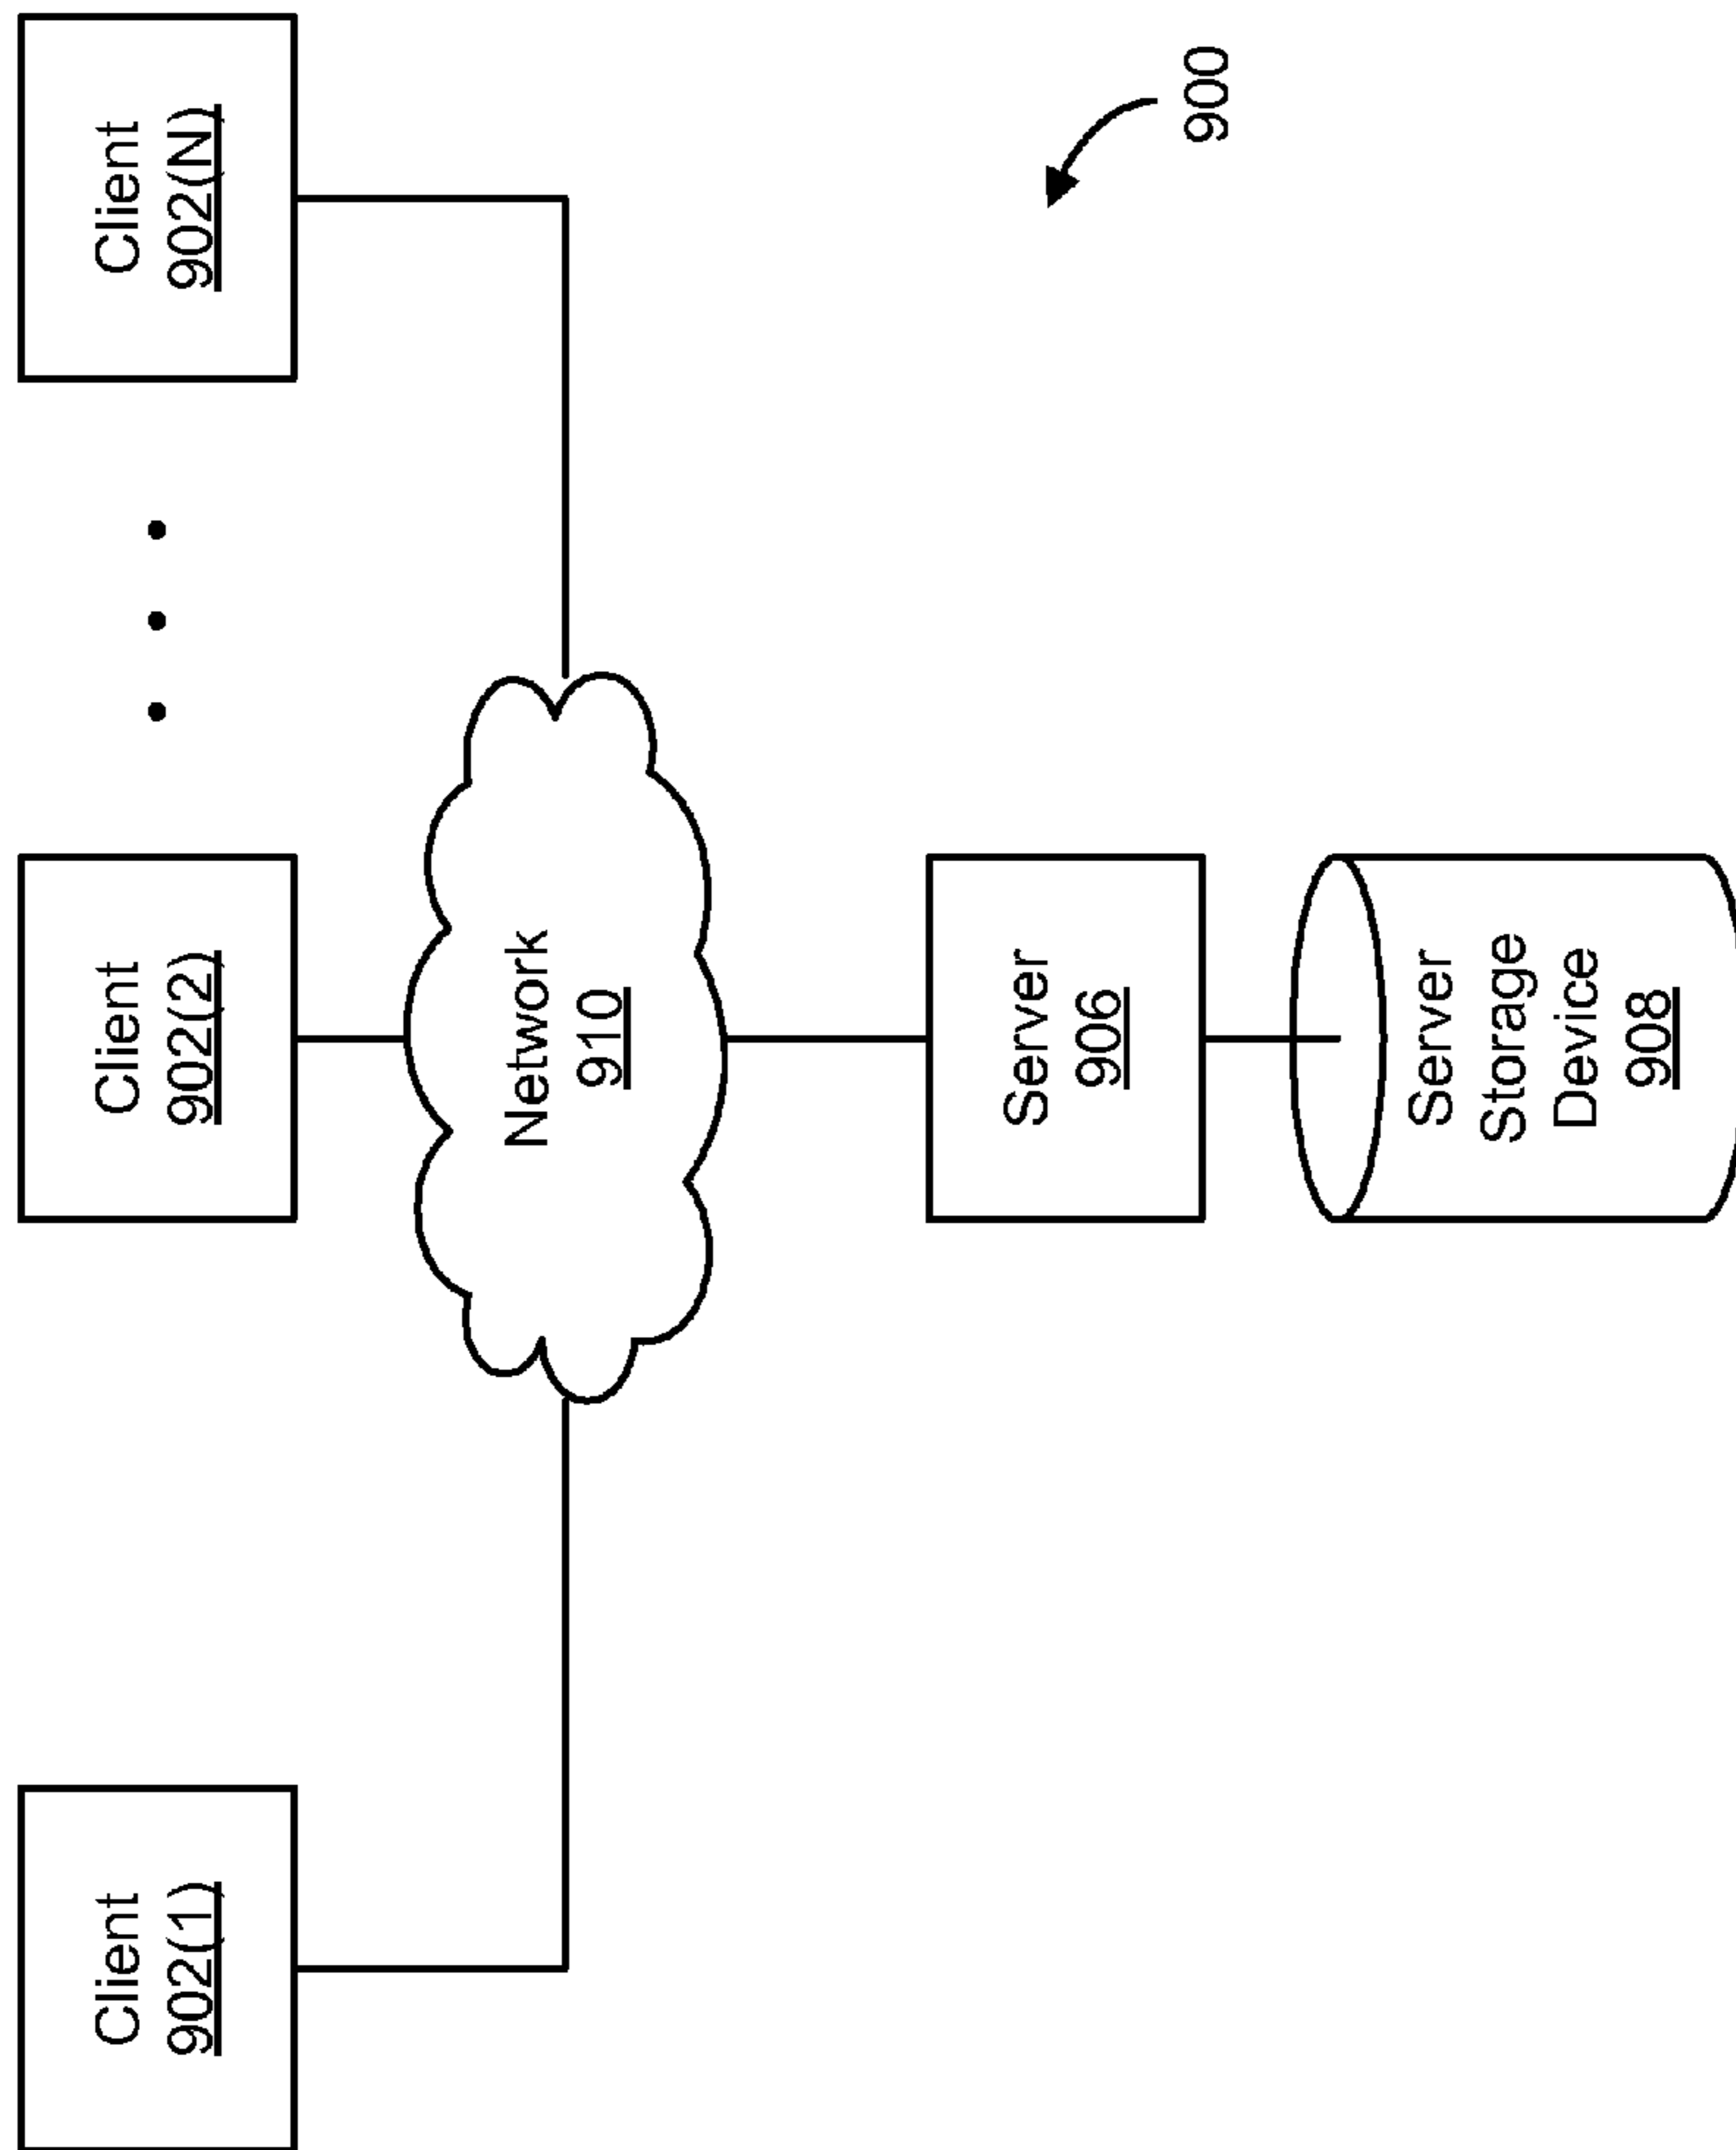 Client
902(1)
Client
902(2)
Client
902(N)
Network
910
Server
906
Server
Storage
Device
908
900